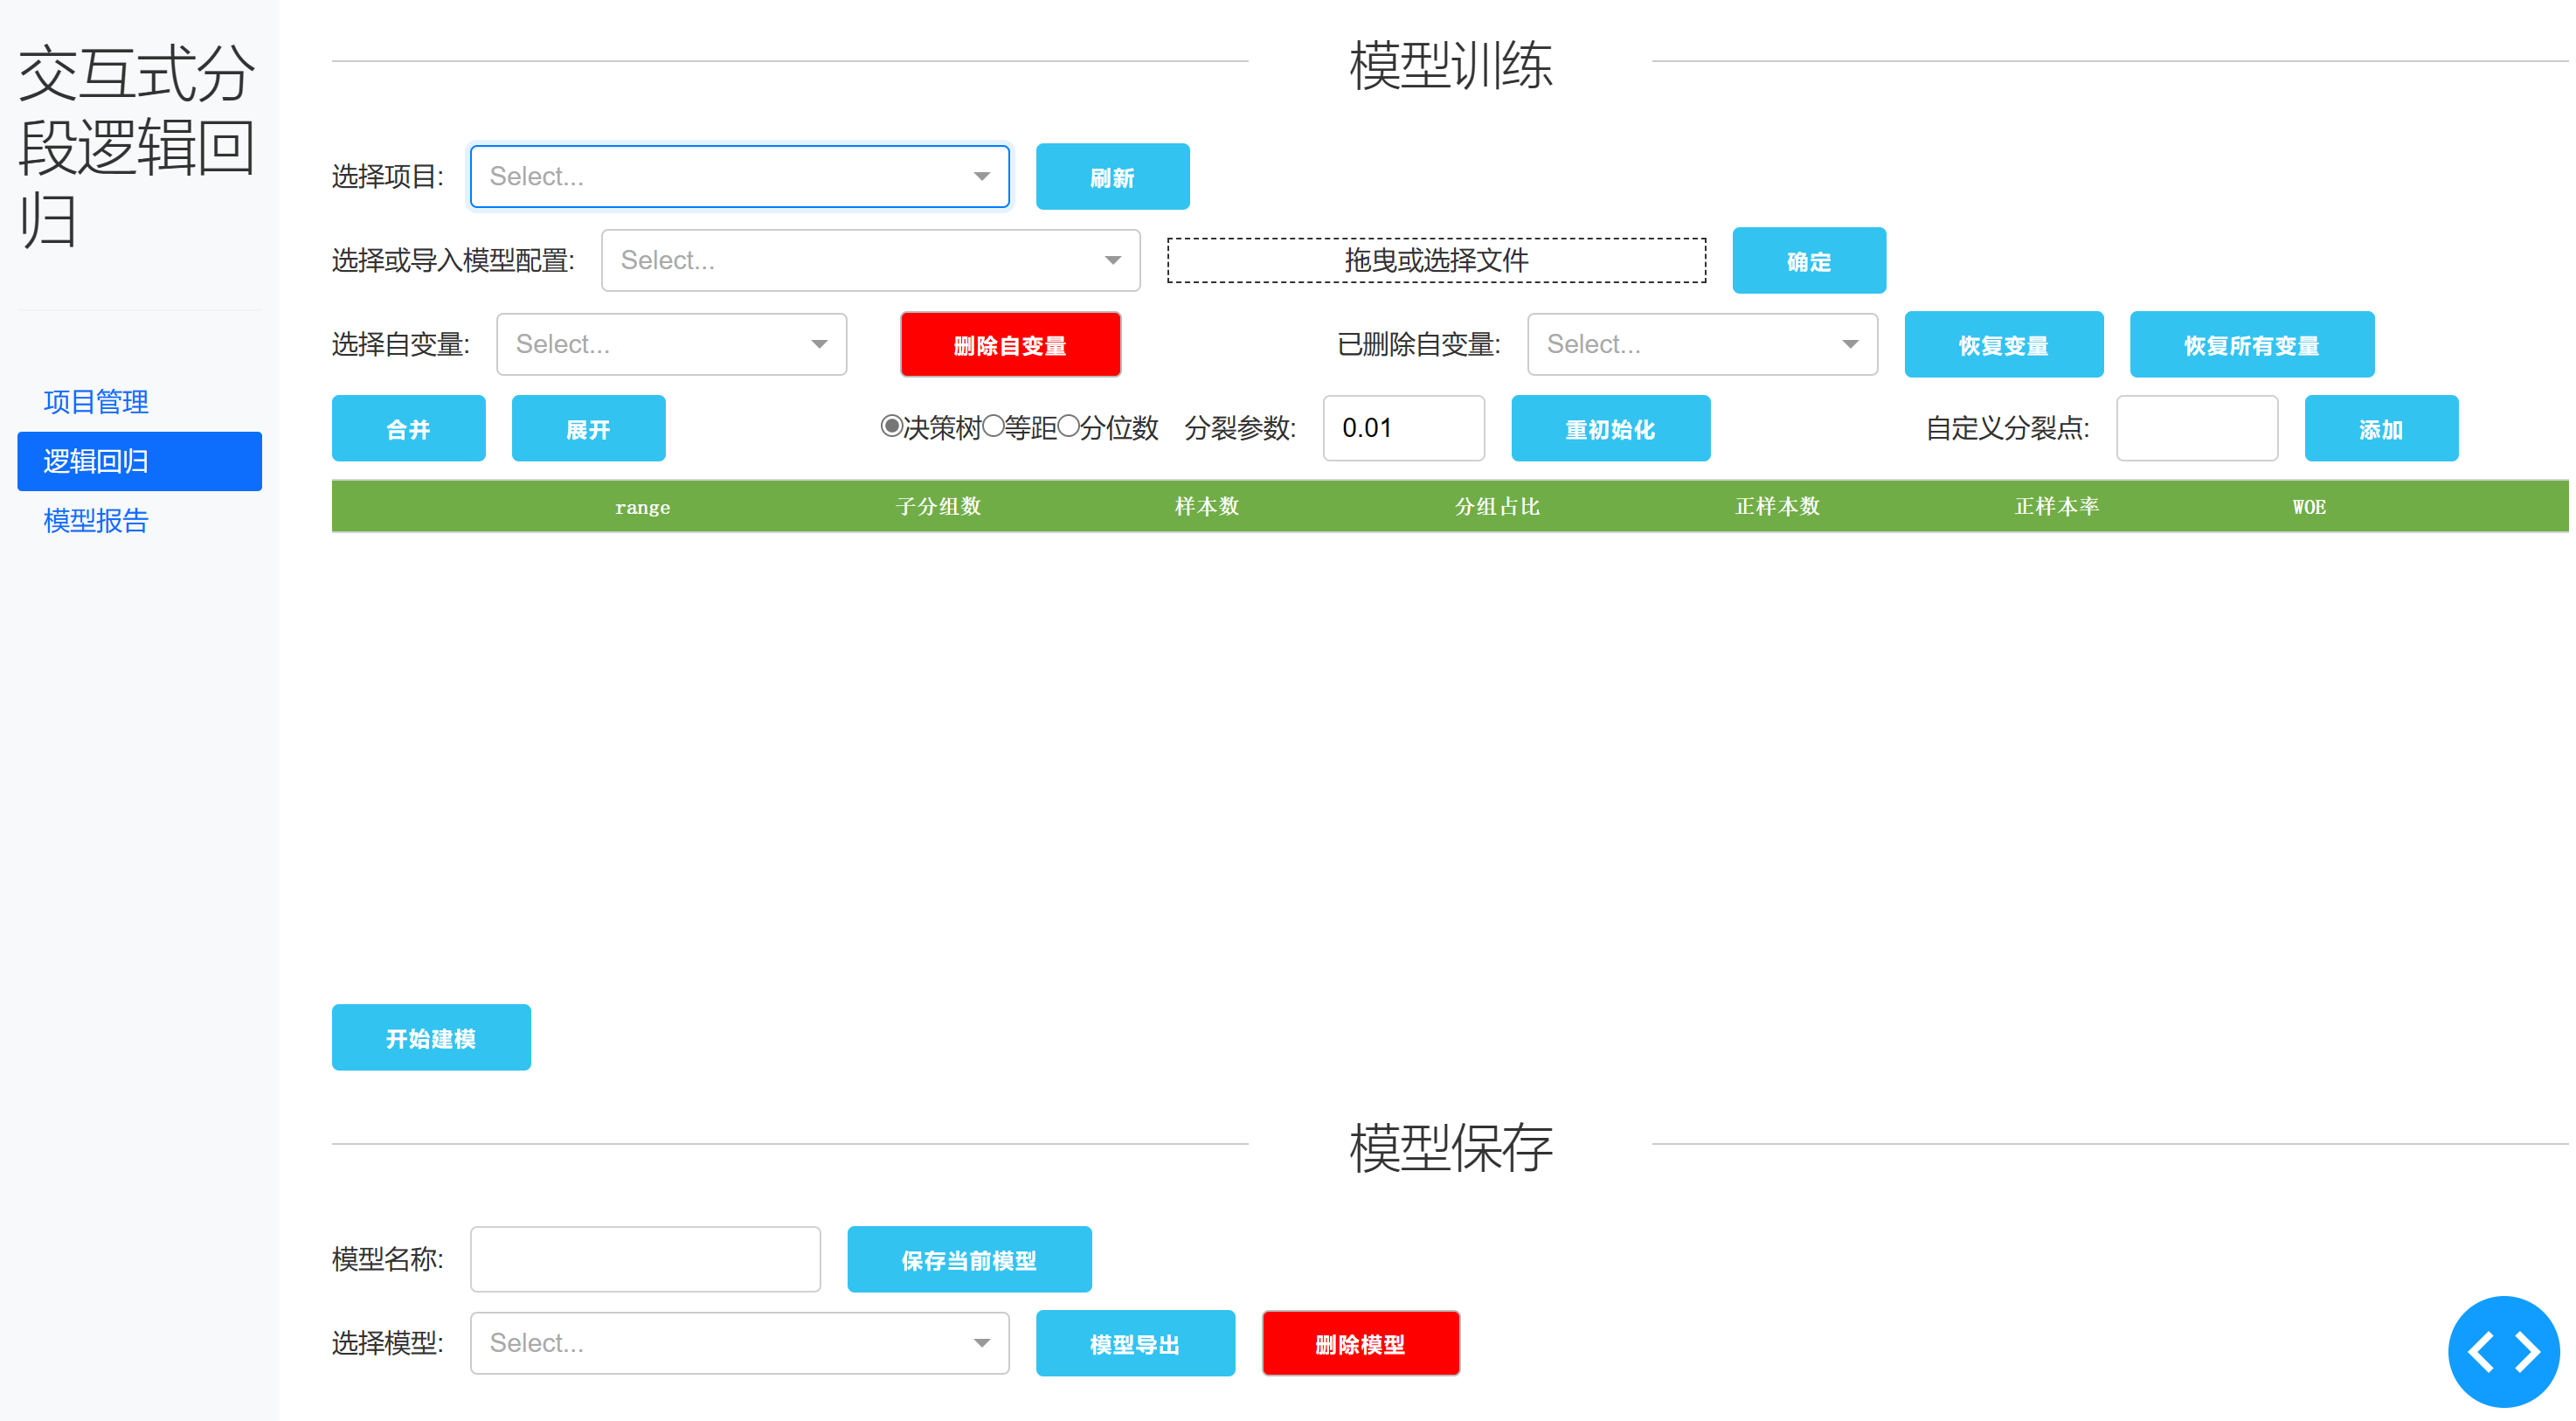 交互式分
段逻辑回
归
项目管理
逻辑回归
模型报告
模型训练
选择项目: Select... 刷新
选择或导入模型配置: Select... 拖曳或选择文件 确定
选择自变量: Select... 删除自变量 已删除自变量: Select... 恢复变量 恢复所有变量
合并 展开 决策树 等距 分位数 分裂参数: 0.01 重初始化 自定义分裂点: 添加
range 子分组数 样本数 分组占比 正样本数 正样本率 WOE
开始建模
模型保存
模型名称: 保存当前模型
选择模型: Select... 模型导出 删除模型